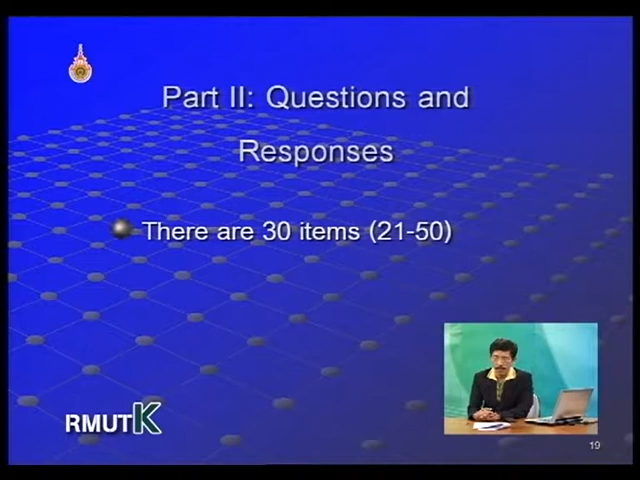 Part II: Questions and
Responses
There are 30 items (21-50)
RMUTK
19